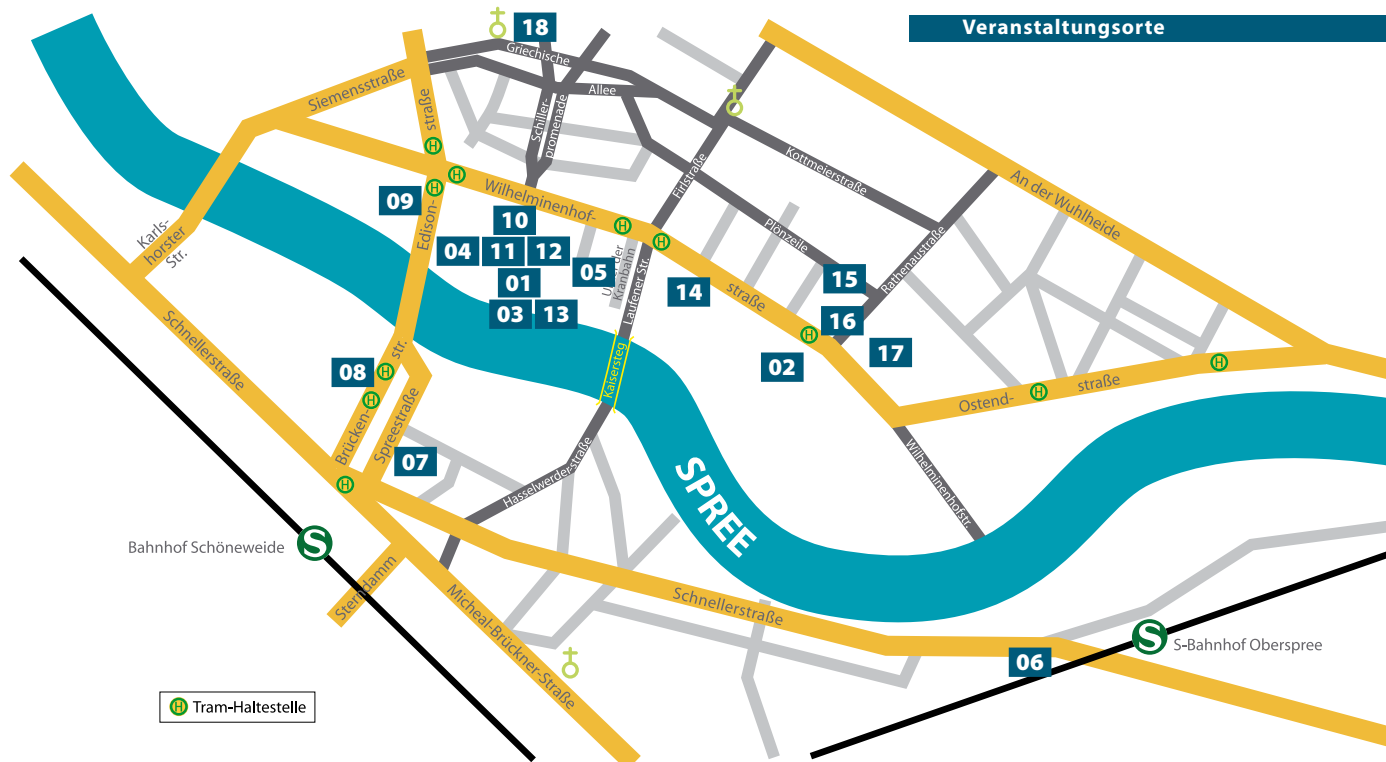 Veranstaltungsorte
18
Griechische
Siemensstraße
straße
Allee
Schiller-
promenade
Kottmeierstraße
An der Wuhlheide
Firlstraße
09
Wilhelminenhof-
Edison-
10
Plönzeile
Karls-
horster
Str.
04
11
12
05
Unter der
Kranbahn
Laufener Str.
14
straße
15
Rathenaustraße
01
03
13
16
17
02
Schnellerstraße
08
str.
Brücken-
Spreestraße
Kaisersteg
Ostend-
straße
07
Hasselwerder-straße
SPREE
Wilhelminenhofstr.
Bahnhof Schöneweide
S
Sterndamm
Micheal-Brückner-Straße
Schnellerstraße
06
S
S-Bahnhof Oberspree
H Tram-Haltestelle
H
H
H
H
H
H
H
H
H
H
H